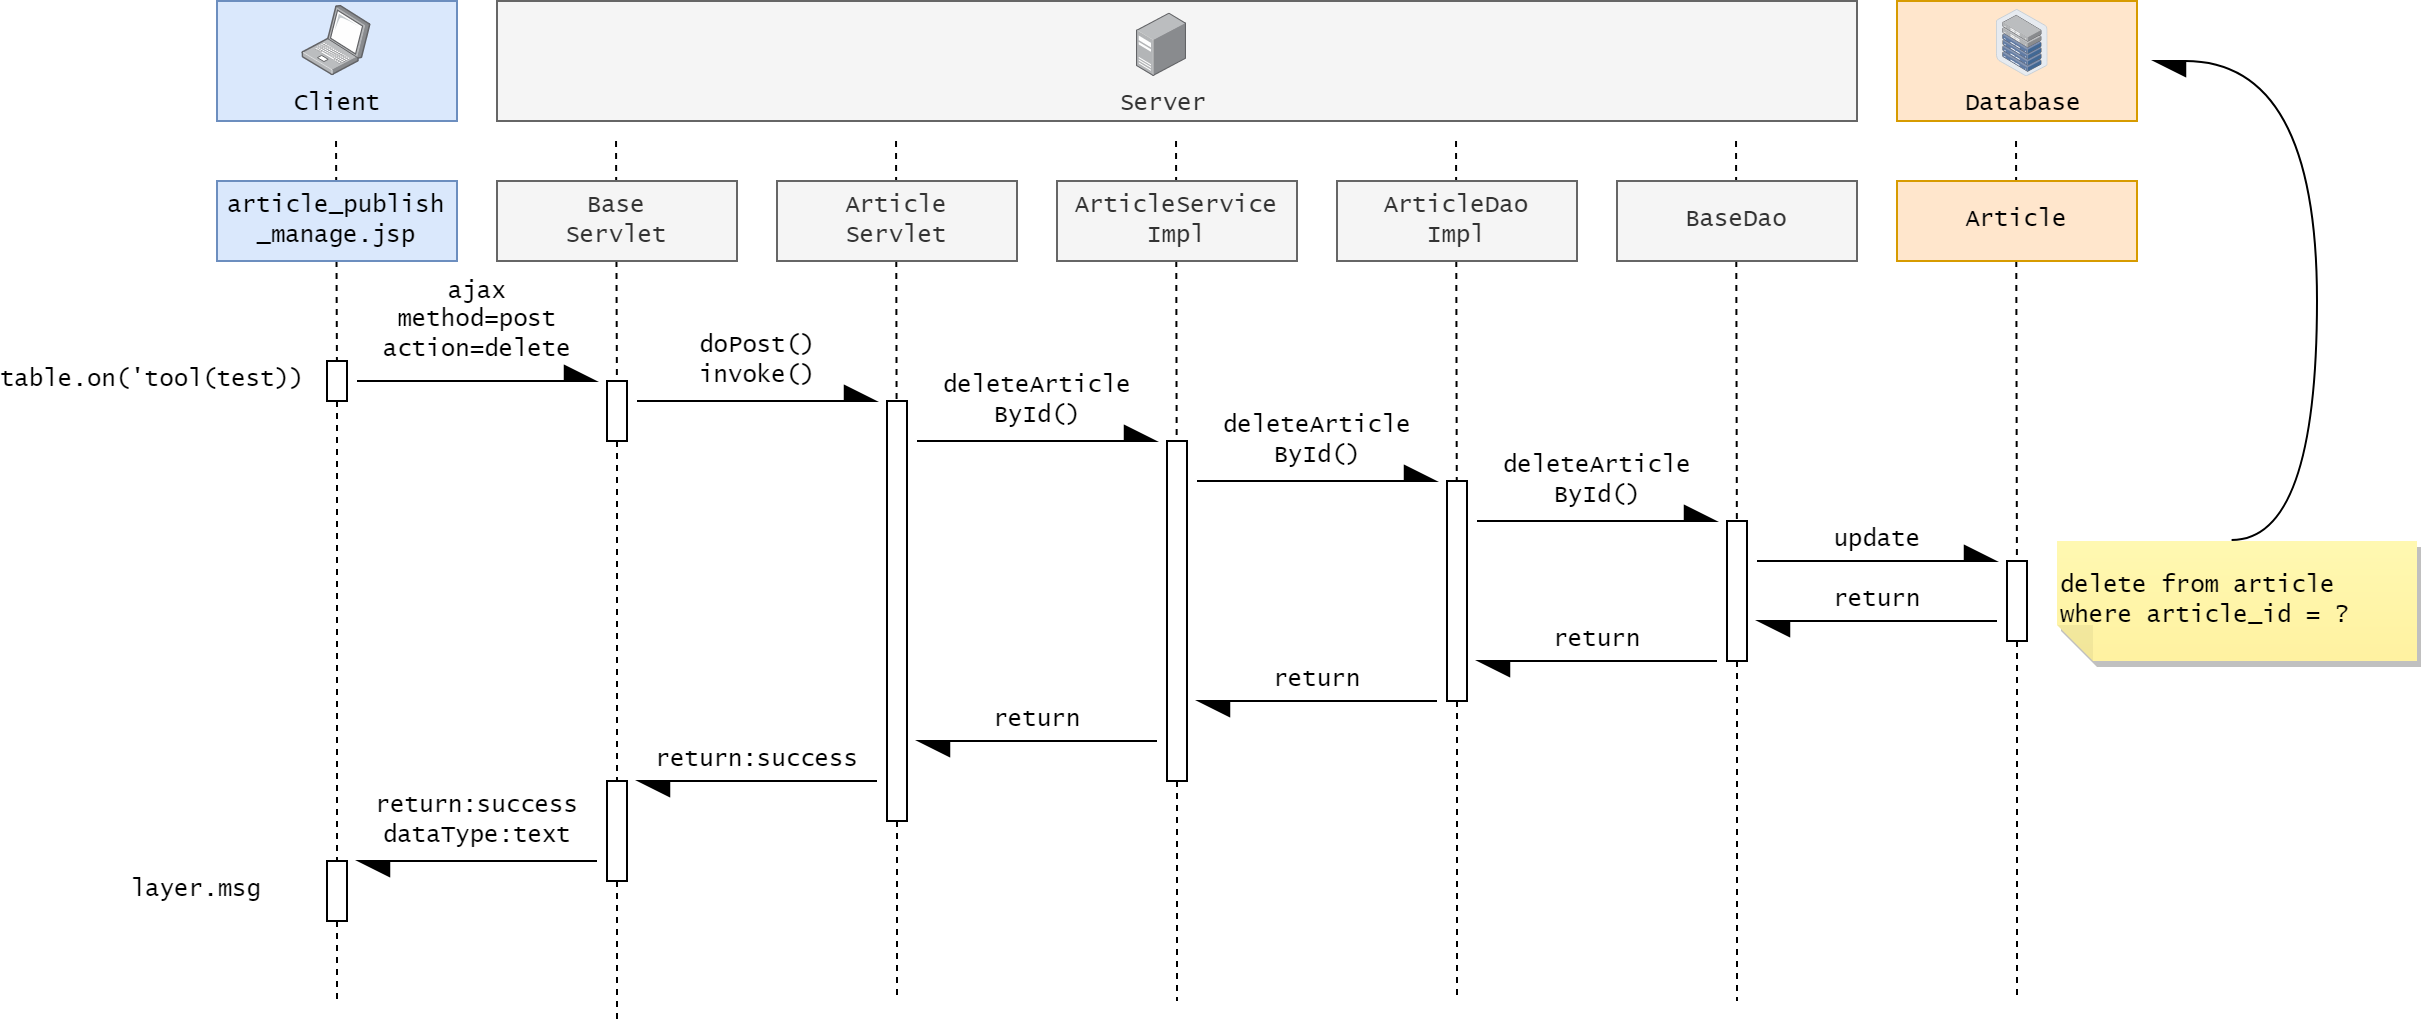 Client
Server
Database
article_publish
_manage.jsp
Base
Servlet
Article
Servlet
ArticleService
Impl
ArticleDao
Impl
BaseDao
Article
ajax
method=post
action=delete
table.on('tool(test))
doPost()
invoke()
deleteArticle
ById()
deleteArticle
ById()
deleteArticle
ById()
update
delete from article
where article_id = ?
return
return
return
return
return:success
return:success
dataType:text
layer.msg